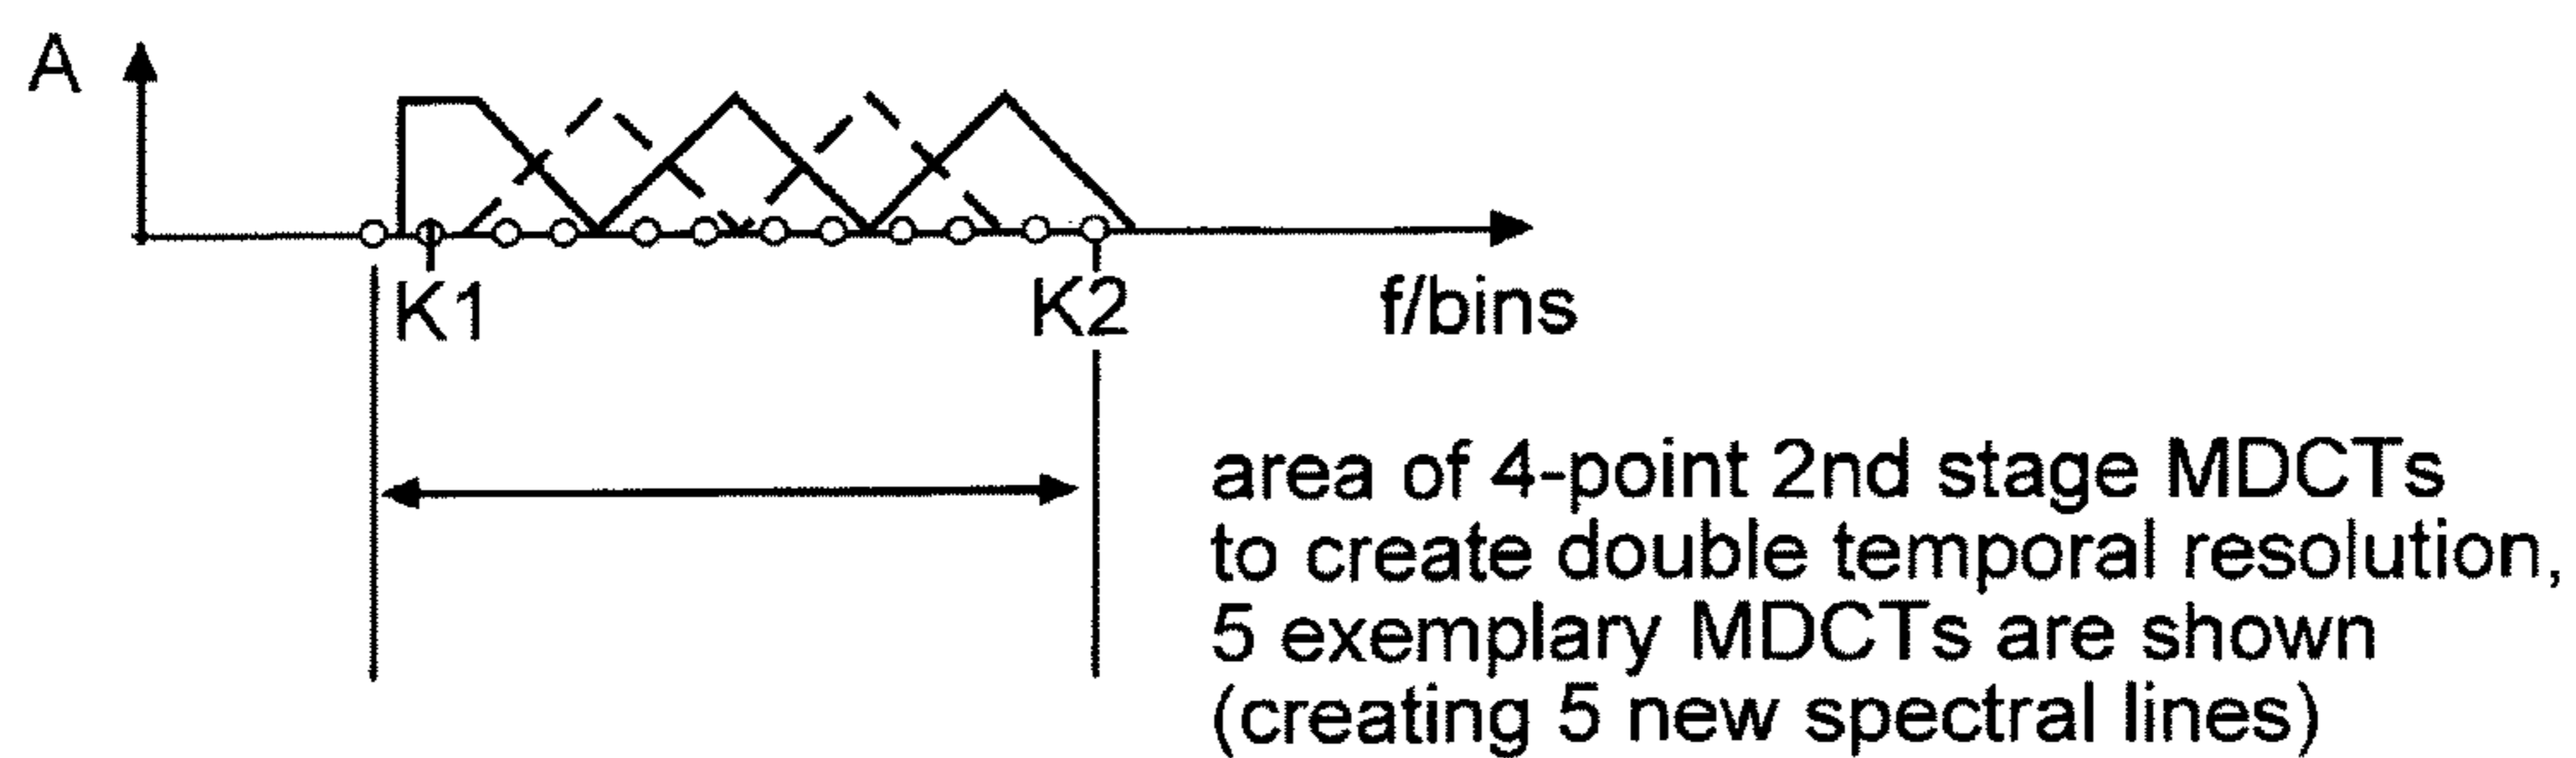 A
K1
K2
f/bins
area of 4-point 2nd stage MDCTs
to create double temporal resolution,
5 exemplary MDCTs are shown
(creating 5 new spectral lines)